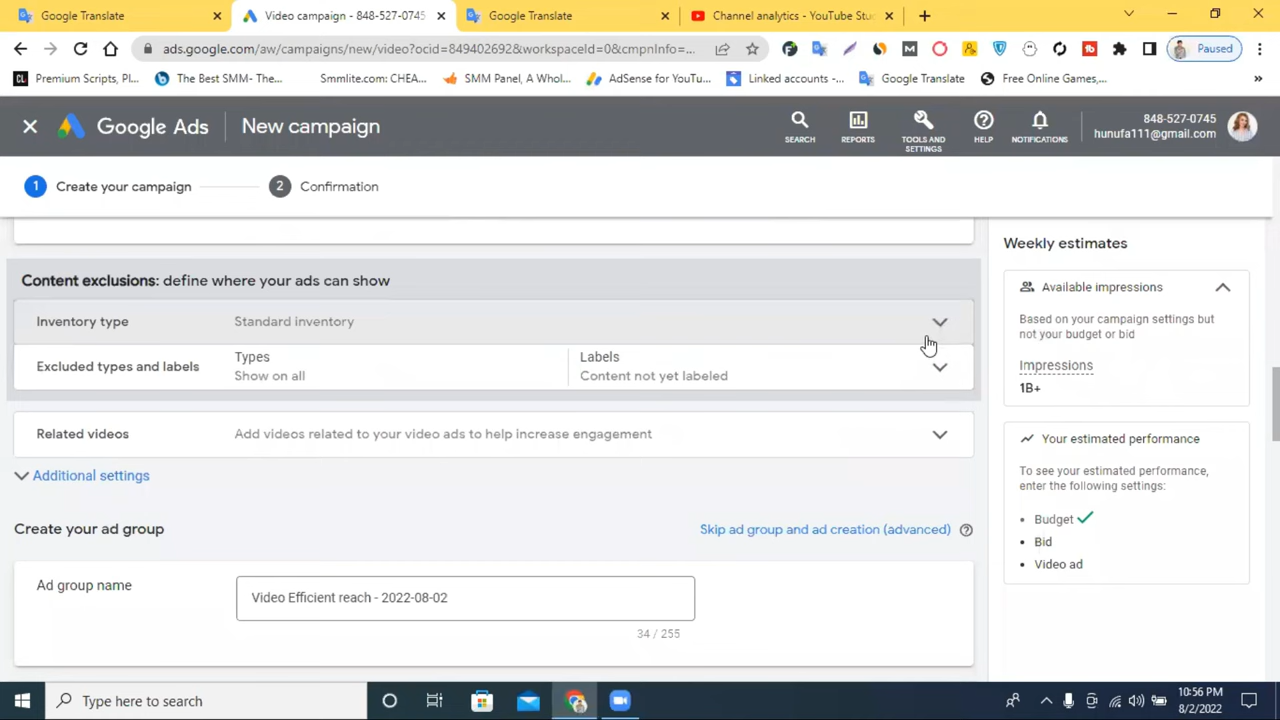 Google Translate
Video campaign - 848-527-0745
Google Translate
Channel analytics - YouTube Stu
ads.google.com/aw/campaigns/new/video?ocid=8494026928&workspaceId=0&cmpnInfo=...
Paused
Premium Scripts, Pl...
The Best SMM- The...
Smmlite.com: CHEA...
SMM Panel, A Whol...
AdSense for YouTu...
Linked accounts -...
Google Translate
Free Online Games,...
Google Ads
New campaign
SEARCH
REPORTS
TOOLS AND
SETTINGS
HELP
NOTIFICATIONS
848-527-0745
hunufa111@gmail.com
1 Create your campaign
2 Confirmation
Content exclusions: define where your ads can show
Inventory type Standard inventory
Excluded types and labels
Types
Show on all
Labels
Content not yet labeled
Related videos Add videos related to your video ads to help increase engagement
Additional settings
Create your ad group
Skip ad group and ad creation (advanced)
Ad group name
Video Efficient reach - 2022-08-02
34 / 255
Weekly estimates
Available impressions
Based on your campaign settings but
not your budget or bid
Impressions
1B+
Your estimated performance
To see your estimated performance,
enter the following settings:
• Budget
• Bid
• Video ad
Type here to search
10:56 PM
8/2/2022